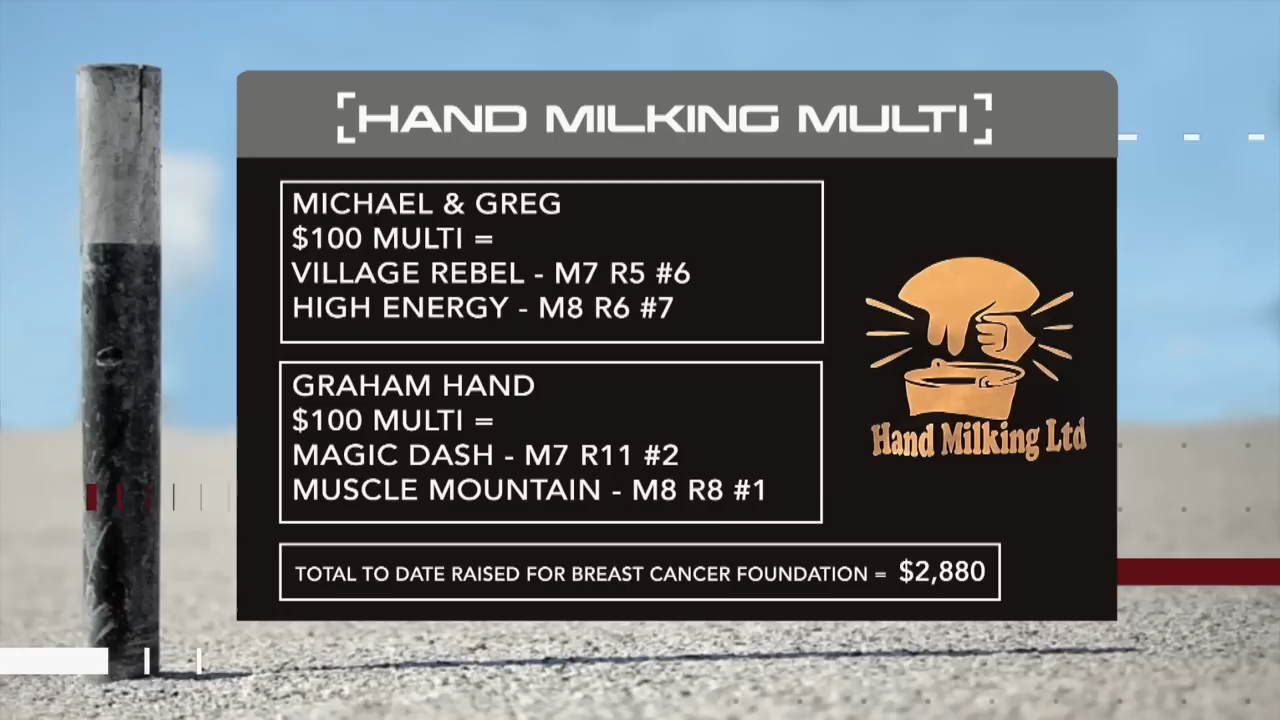 [HAND MILKING MULTI]
MICHAEL & GREG
$100 MULTI =
VILLAGE REBEL - M7 R5 #6
HIGH ENERGY - M8 R6 #7
GRAHAM HAND
$100 MULTI =
MAGIC DASH - M7 R11 #2
MUSCLE MOUNTAIN - M8 R8 #1
Hand Milking Ltd
TOTAL TO DATE RAISED FOR BREAST CANCER FOUNDATION = $2,880